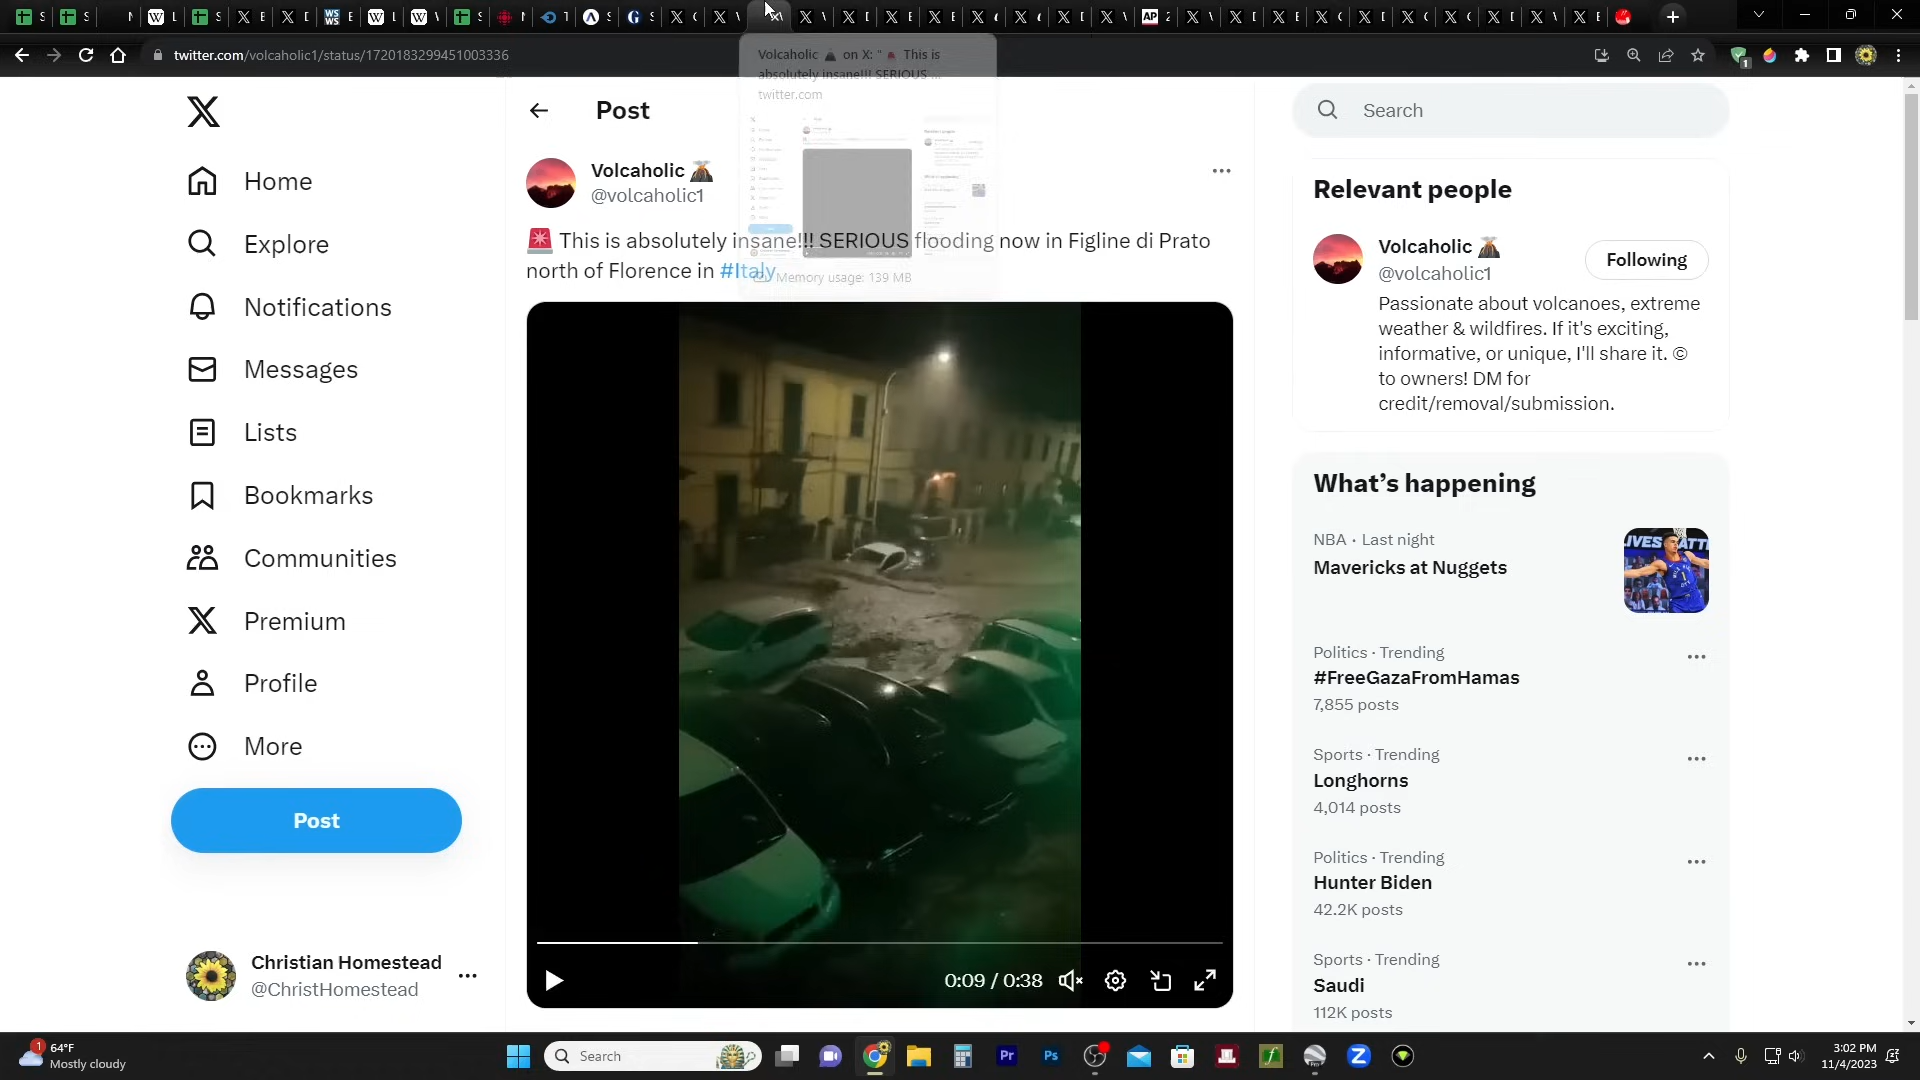 twitter.com/volcaholic1/status/1720183299451003336
Volcaholic 🌋 on X: "🚨 This is
absolutely insane!!! SERIOUS ...
twitter.com
Memory usage: 139 MB
Post
Search
Home
Explore
Notifications
Messages
Lists
Bookmarks
Communities
Premium
Profile
More
Post
Christian Homestead
@ChristHomestead
Volcaholic 🌋
@volcaholic1
🚨 This is absolutely insane!!! SERIOUS flooding now in Figline di Prato
north of Florence in #Italy
0:09 / 0:38
Relevant people
Volcaholic 🌋
@volcaholic1
Following
Passionate about volcanoes, extreme
weather & wildfires. If it's exciting,
informative, or unique, I'll share it. ©
to owners! DM for
credit/removal/submission.
What's happening
NBA · Last night
Mavericks at Nuggets
Politics · Trending
#FreeGazaFromHamas
7,855 posts
Sports · Trending
Longhorns
4,014 posts
Politics · Trending
Hunter Biden
42.2K posts
Sports · Trending
Saudi
112K posts
1
64°F
Mostly cloudy
Search
Pr
Ps
3:02 PM
11/4/2023